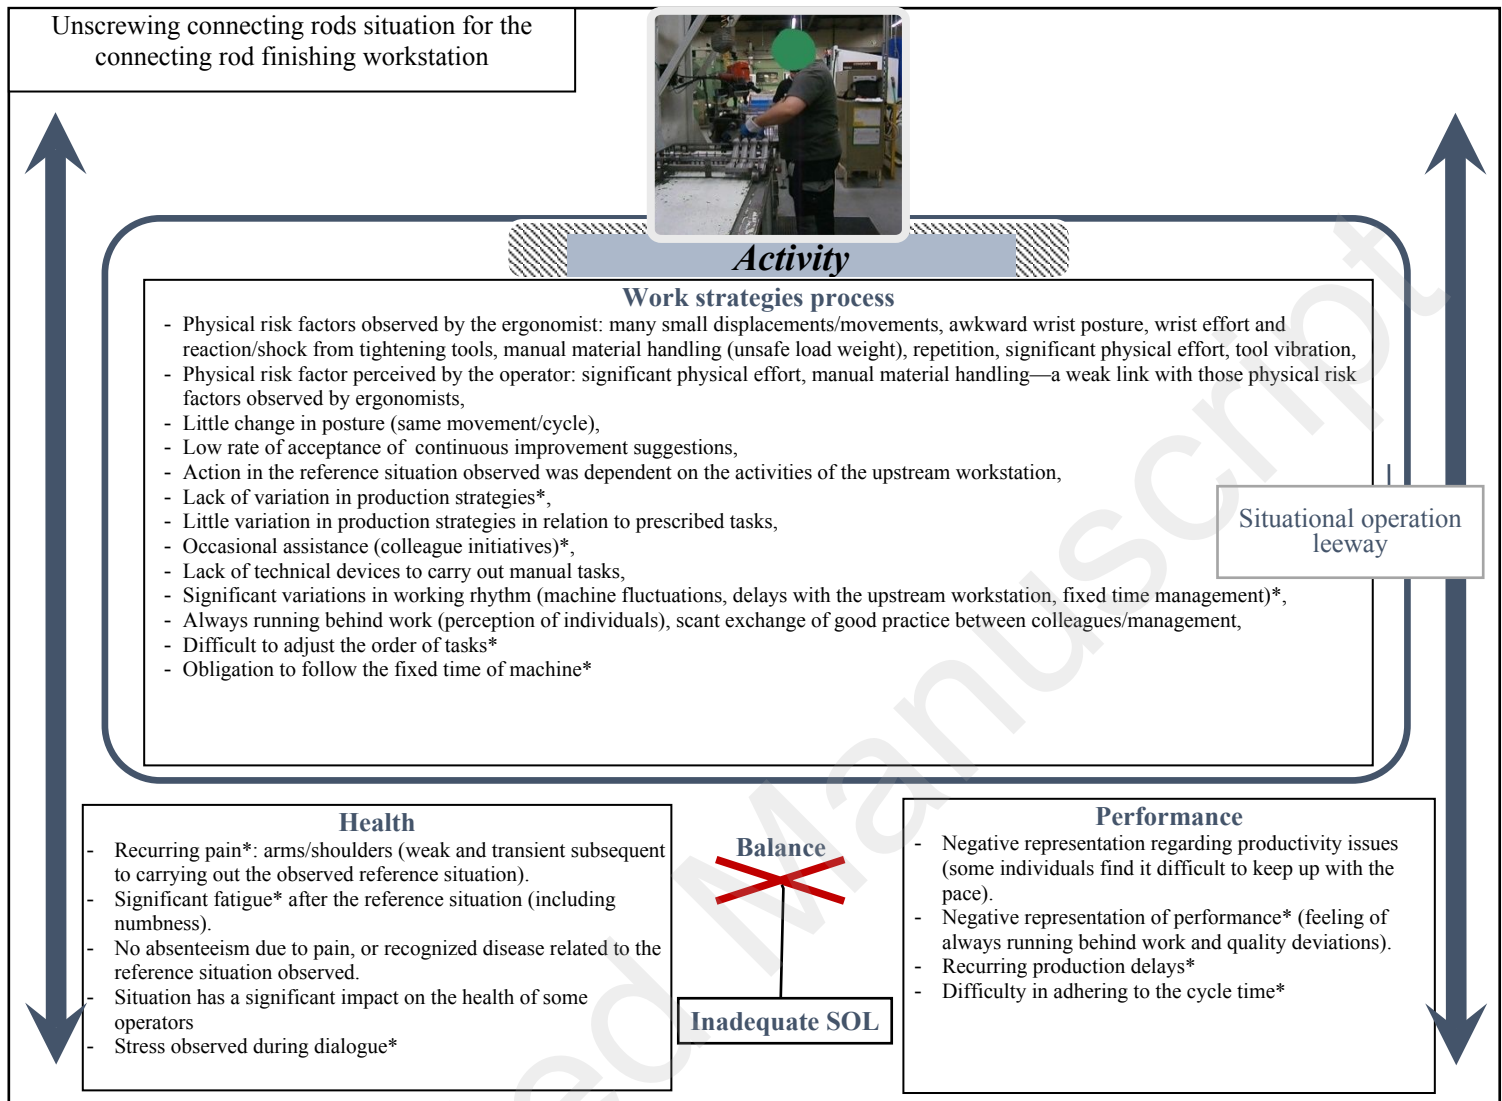 Unscrewing connecting rods situation for the
connecting rod finishing workstation
Activity
Work strategies process
- Physical risk factors observed by the ergonomist: many small displacements/movements, awkward wrist posture, wrist effort and
reaction/shock from tightening tools, manual material handling (unsafe load weight), repetition, significant physical effort, tool vibration,
- Physical risk factor perceived by the operator: significant physical effort, manual material handling—a weak link with those physical risk
factors observed by ergonomists,
- Little change in posture (same movement/cycle),
- Low rate of acceptance of continuous improvement suggestions,
- Action in the reference situation observed was dependent on the activities of the upstream workstation,
- Lack of variation in production strategies*,
- Little variation in production strategies in relation to prescribed tasks,
- Occasional assistance (colleague initiatives)*,
- Lack of technical devices to carry out manual tasks,
- Significant variations in working rhythm (machine fluctuations, delays with the upstream workstation, fixed time management)*,
- Always running behind work (perception of individuals), scant exchange of good practice between colleagues/management,
- Difficult to adjust the order of tasks*
- Obligation to follow the fixed time of machine*
Situational operation
leeway
Health
- Recurring pain*: arms/shoulders (weak and transient subsequent
to carrying out the observed reference situation).
- Significant fatigue* after the reference situation (including
numbness).
- No absenteeism due to pain, or recognized disease related to the
reference situation observed.
- Situation has a significant impact on the health of some
operators
- Stress observed during dialogue*
Balance
Inadequate SOL
Performance
- Negative representation regarding productivity issues
(some individuals find it difficult to keep up with the
pace).
- Negative representation of performance* (feeling of
always running behind work and quality deviations).
- Recurring production delays*
- Difficulty in adhering to the cycle time*
ed Manuscript